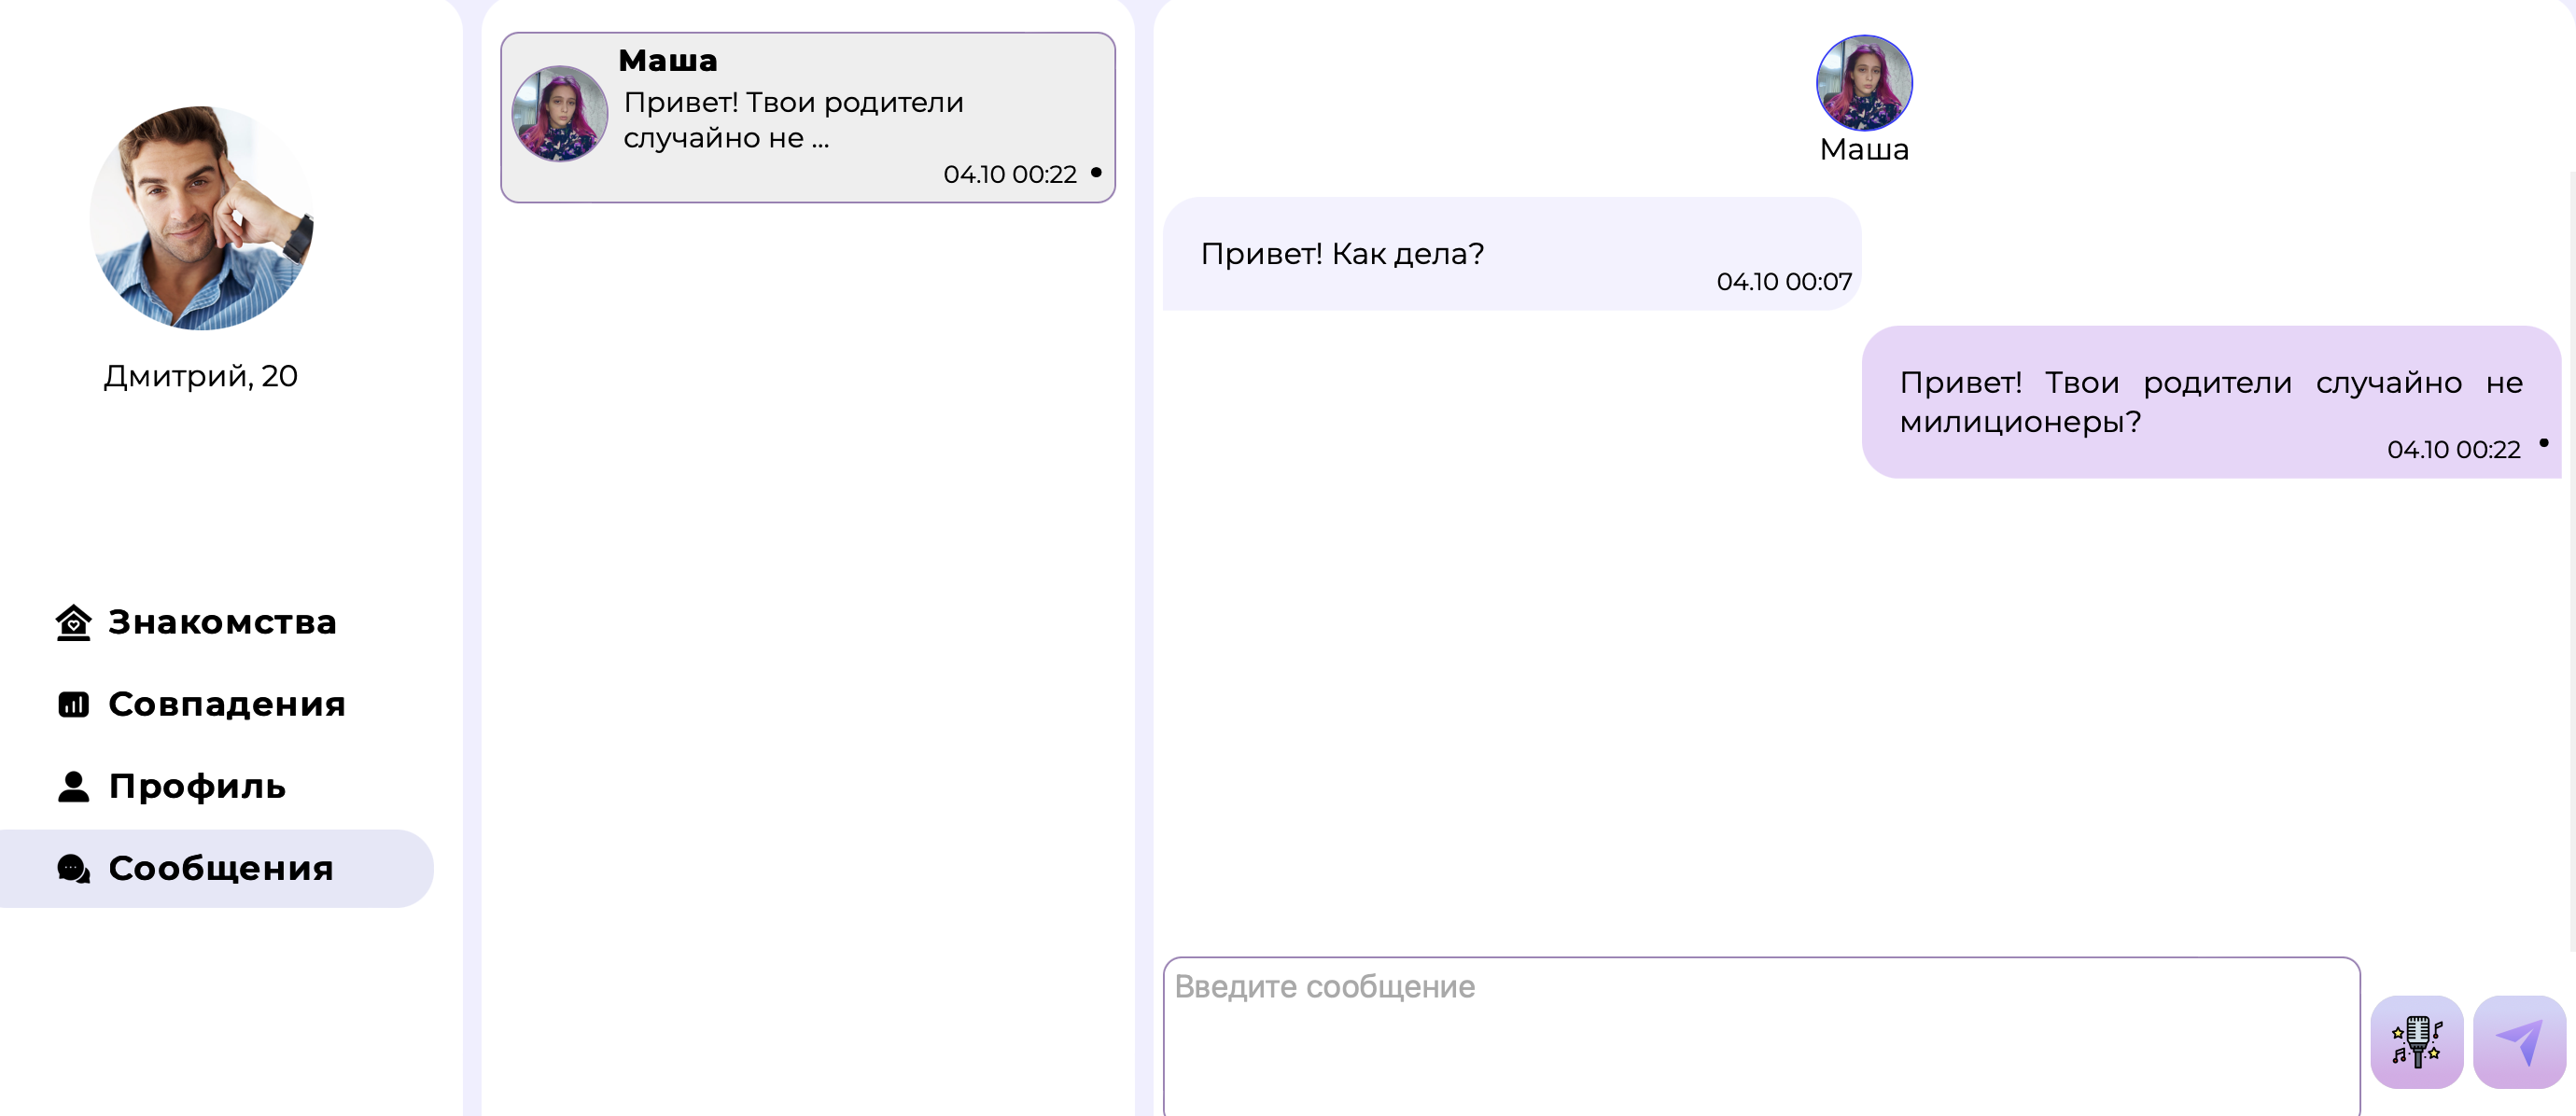 Дмитрий, 20
Знакомства
Совпадения
Профиль
Сообщения
Маша
Привет! Твои родители
случайно не ...
04.10 00:22
Маша
Привет! Как дела?
04.10 00:07
Привет! Твои родители случайно не
милиционеры?
04.10 00:22
Введите сообщение